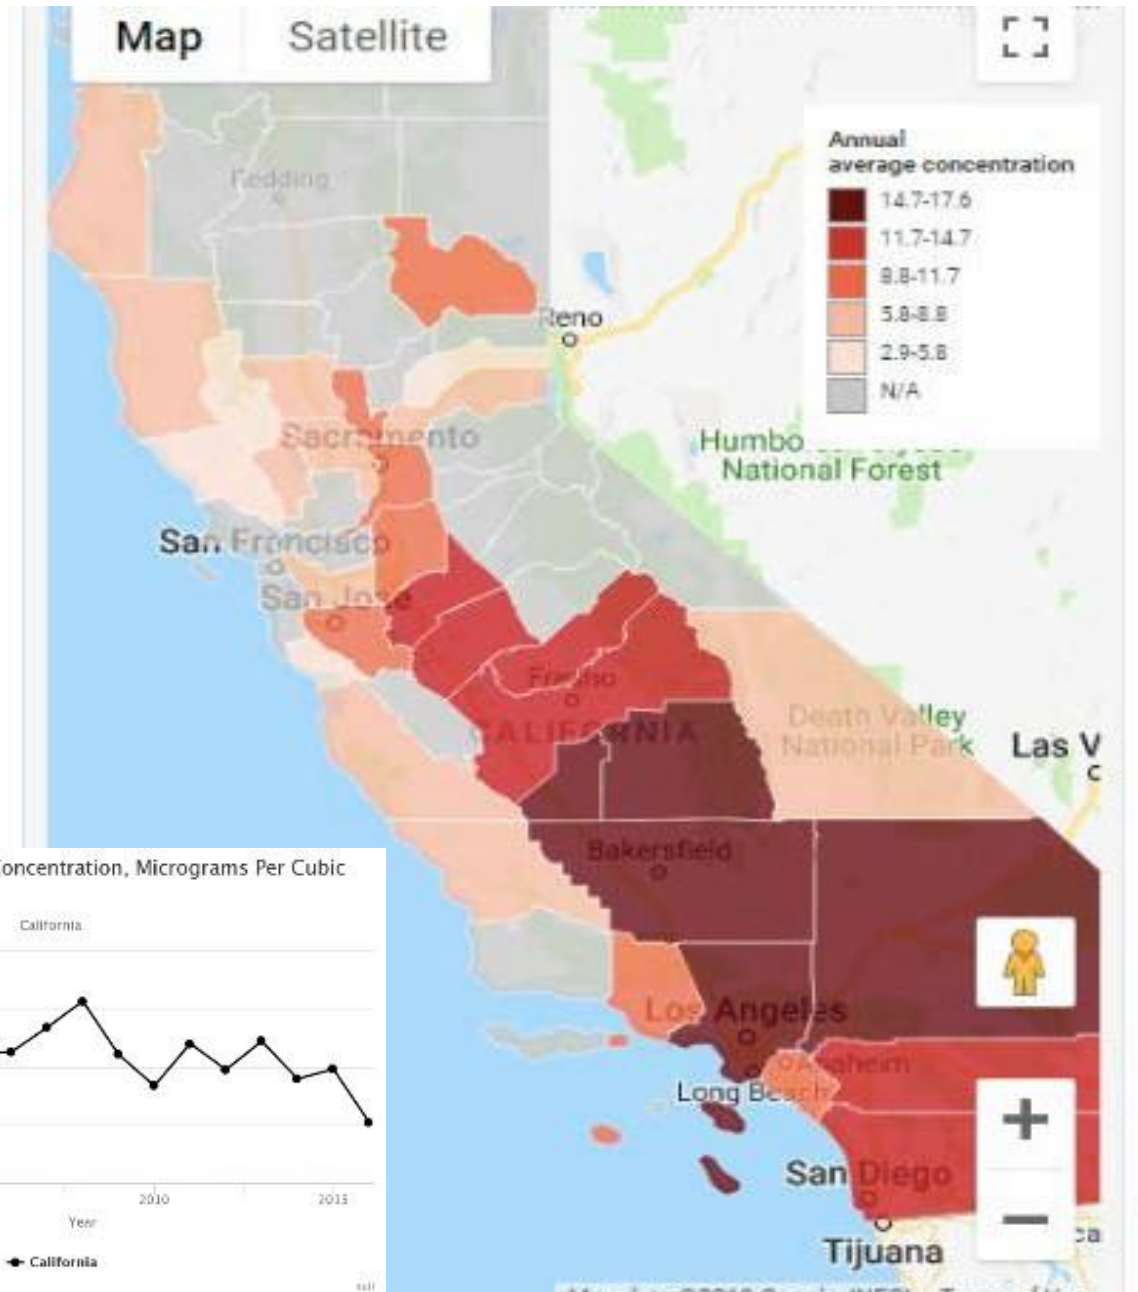 Map
Satellite
Annual
average concentration
14.7-17.6
11.7-14.7
8.8-11.7
5.8-8.8
2.9-5.8
N/A
Redding
Reno
Sacramento
Humbo
National Forest
San Francisco
San Jose
Fresno
CALIFORNIA
Death Valley
National Park
Las V
Bakersfield
oncentration, Micrograms Per Cubic
California
Los Angeles
Anaheim
Long Beach
2010
2015
Year
California
San Diego
Tijuana
+
−